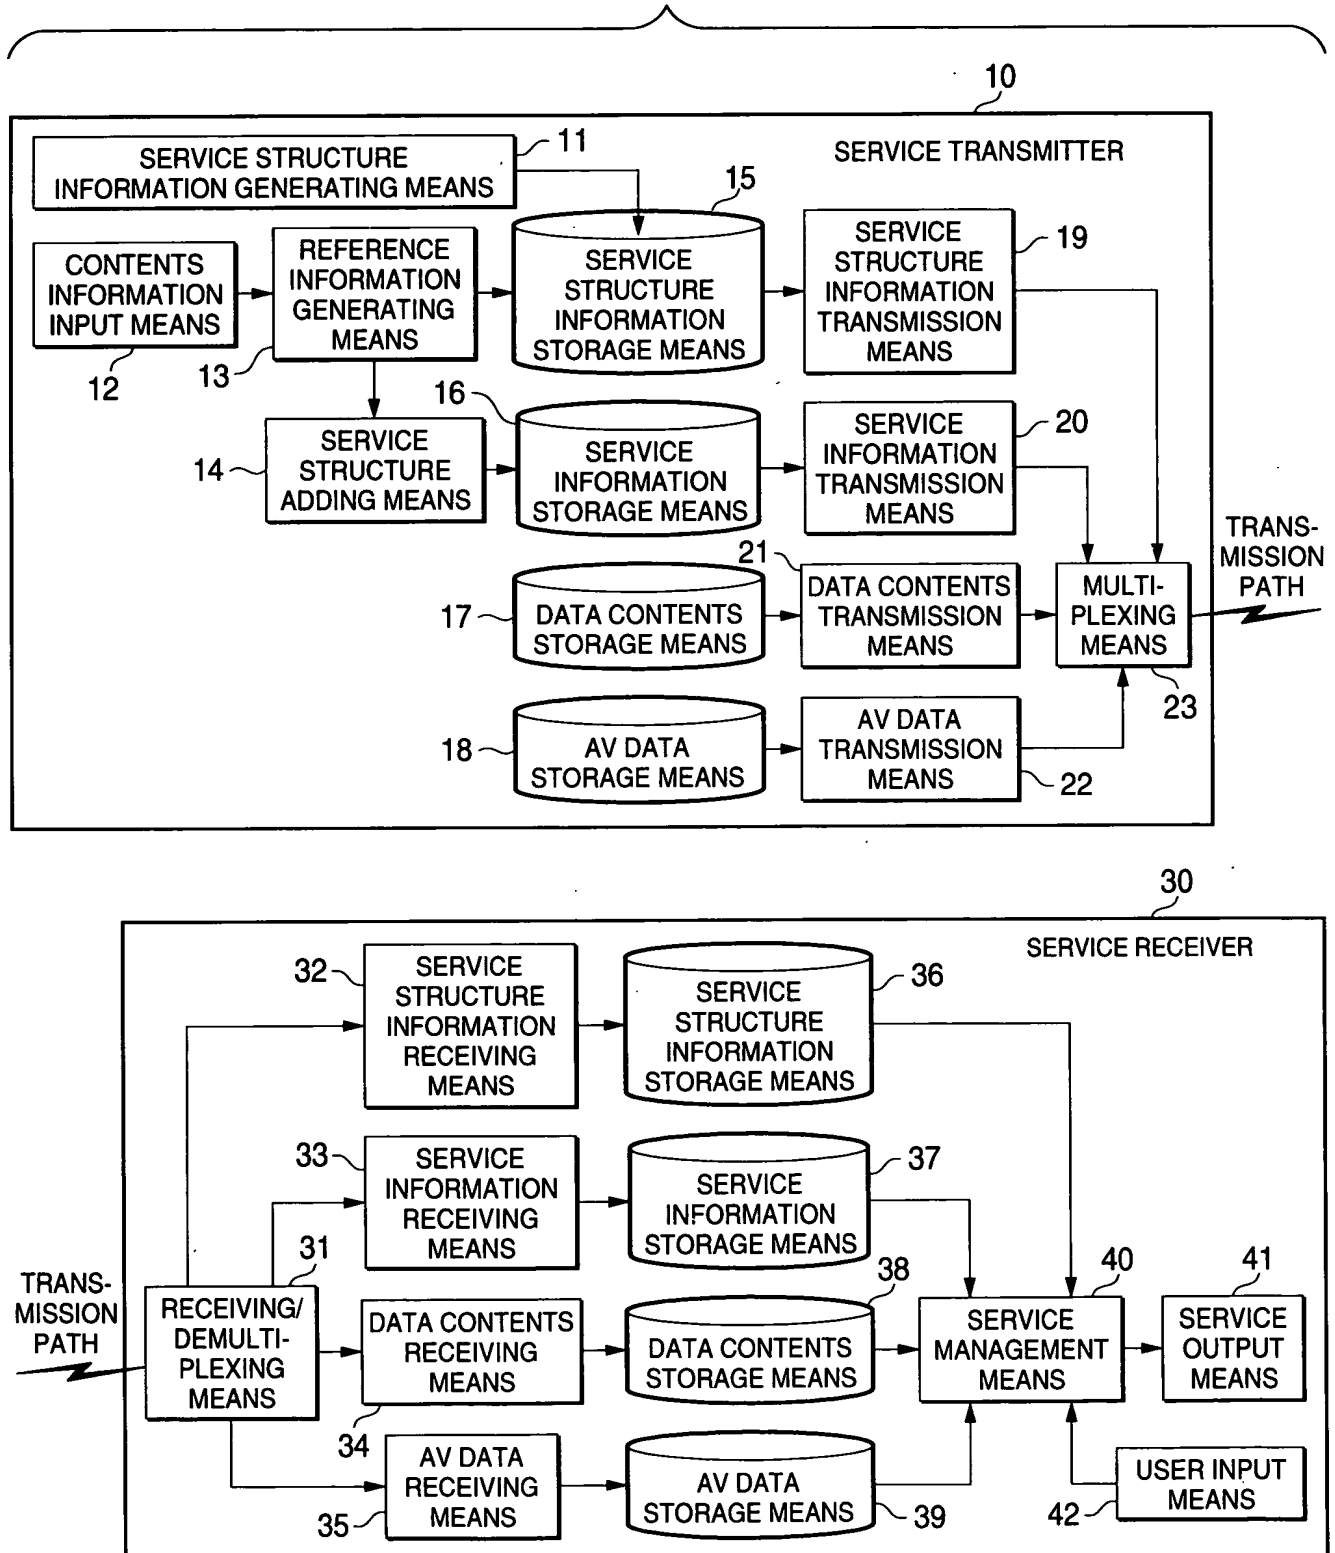 10
SERVICE TRANSMITTER
SERVICE STRUCTURE
INFORMATION GENERATING MEANS
11
CONTENTS
INFORMATION
INPUT MEANS
12
REFERENCE
INFORMATION
GENERATING
MEANS
13
SERVICE
STRUCTURE
INFORMATION
STORAGE MEANS
15
SERVICE
STRUCTURE
INFORMATION
TRANSMISSION
MEANS
19
SERVICE
STRUCTURE
ADDING MEANS
14
SERVICE
INFORMATION
STORAGE MEANS
16
SERVICE
INFORMATION
TRANSMISSION
MEANS
20
DATA CONTENTS
STORAGE MEANS
17
DATA CONTENTS
TRANSMISSION
MEANS
21
MULTI-
PLEXING
MEANS
23
TRANS-
MISSION
PATH
AV DATA
STORAGE MEANS
18
AV DATA
TRANSMISSION
MEANS
22
30
SERVICE RECEIVER
32
SERVICE
STRUCTURE
INFORMATION
RECEIVING
MEANS
SERVICE
STRUCTURE
INFORMATION
STORAGE MEANS
36
33
SERVICE
INFORMATION
RECEIVING
MEANS
SERVICE
INFORMATION
STORAGE MEANS
37
TRANS-
MISSION
PATH
31
RECEIVING/
DEMULTI-
PLEXING
MEANS
DATA CONTENTS
RECEIVING
MEANS
34
DATA CONTENTS
STORAGE MEANS
38
SERVICE
MANAGEMENT
MEANS
40
SERVICE
OUTPUT
MEANS
41
AV DATA
RECEIVING
MEANS
35
AV DATA
STORAGE MEANS
39
USER INPUT
MEANS
42